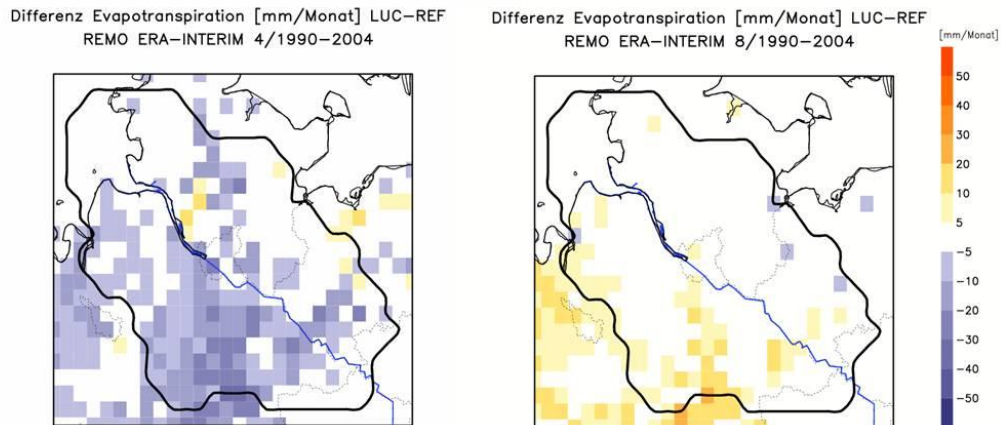 Differenz Evapotranspiration [mm/Monat] LUC-REF
REMO ERA-INTERIM 4/1990-2004
Differenz Evapotranspiration [mm/Monat] LUC-REF
REMO ERA-INTERIM 8/1990-2004
[mm/Monat]
50
40
30
20
10
5
-5
-10
-20
-30
-40
-50